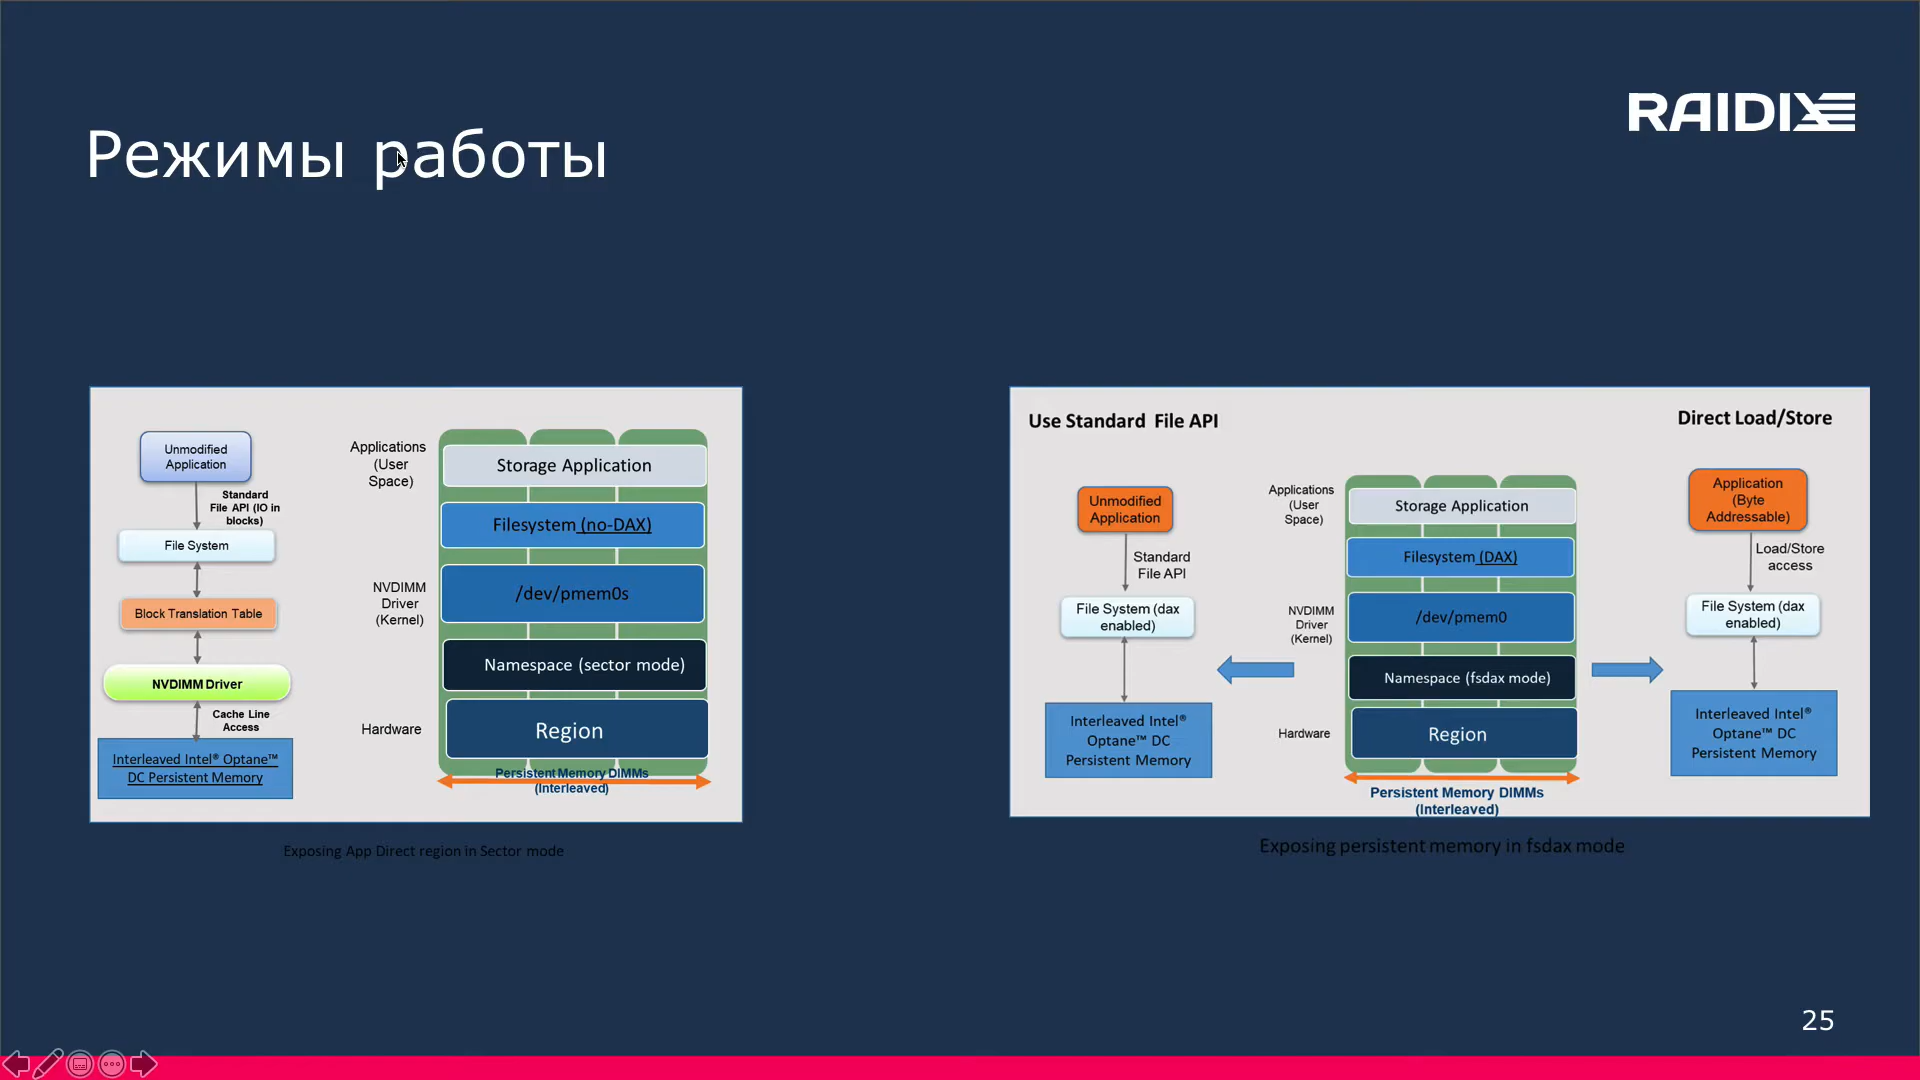 RAIDIX
Режимы работы
Unmodified
Application
Standard
File API (IO in
blocks)
File System
Block Translation Table
NVDIMM Driver
Cache Line
Access
Interleaved Intel® Optane™
DC Persistent Memory
Applications
(User
Space)
NVDIMM
Driver
(Kernel)
Hardware
Storage Application
Filesystem (no-DAX)
/dev/pmem0s
Namespace (sector mode)
Region
Persistent Memory DIMMs
(Interleaved)
Exposing App Direct region in Sector mode
Use Standard File API
Direct Load/Store
Unmodified
Application
Standard
File API
File System (dax
enabled)
Interleaved Intel®
Optane™ DC
Persistent Memory
Applications
(User
Space)
NVDIMM
Driver
(Kernel)
Hardware
Storage Application
Filesystem (DAX)
/dev/pmem0
Namespace (fsdax mode)
Region
Persistent Memory DIMMs
(Interleaved)
Application
(Byte
Addressable)
Load/Store
access
File System (dax
enabled)
Interleaved Intel®
Optane™ DC
Persistent Memory
Exposing persistent memory in fsdax mode
25